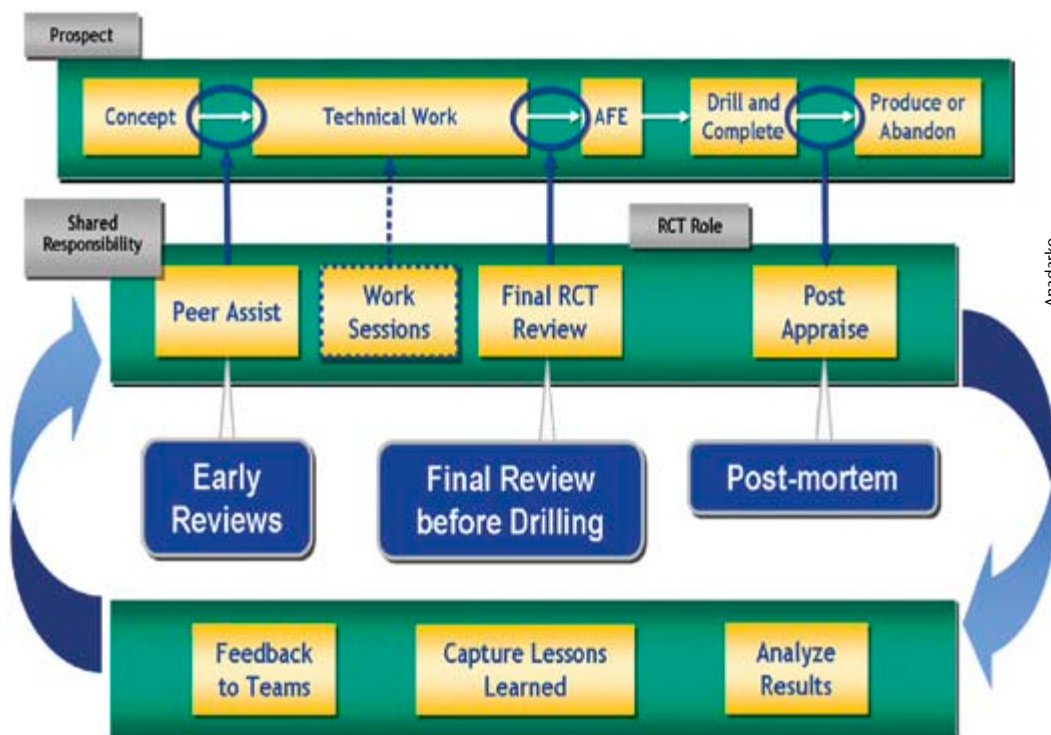 Prospect
Concept
Technical Work
AFE
Drill and
Complete
Produce or
Abandon
Shared
Responsibility
RCT Role
Peer Assist
Work
Sessions
Final RCT
Review
Post
Appraise
Anadarko
Early
Reviews
Final Review
before Drilling
Post-mortem
Feedback
to Teams
Capture Lessons
Learned
Analyze
Results